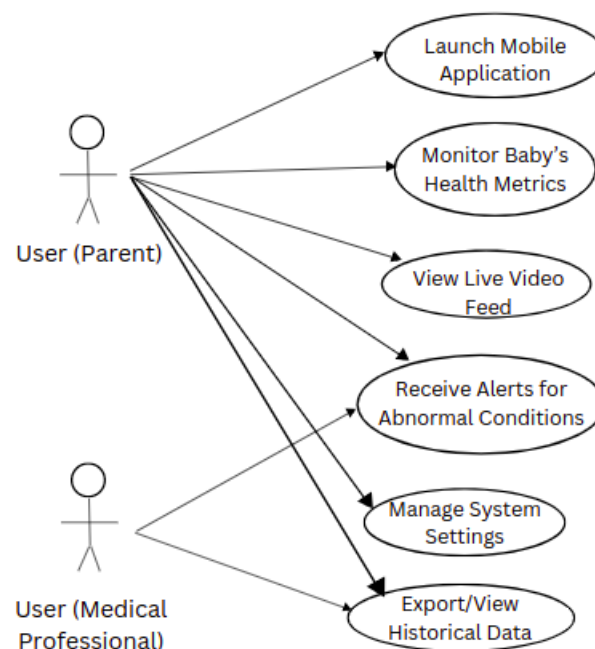 Launch Mobile
Application
Monitor Baby's
Health Metrics
User (Parent)
View Live Video
Feed
Receive Alerts for
Abnormal Conditions
Manage System
Settings
User (Medical
Professional)
Export/View
Historical Data